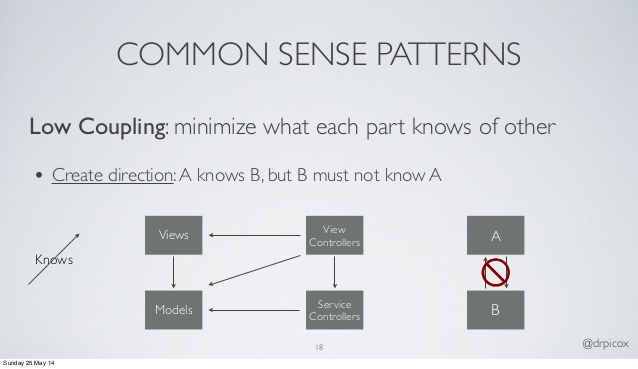 COMMON SENSE PATTERNS
Low Coupling: minimize what each part knows of other
• Create direction: A knows B, but B must not know A
Knows
Views
View
Controllers
Models
Service
Controllers
A
B
18
@drpicox
Sunday 25 May 14